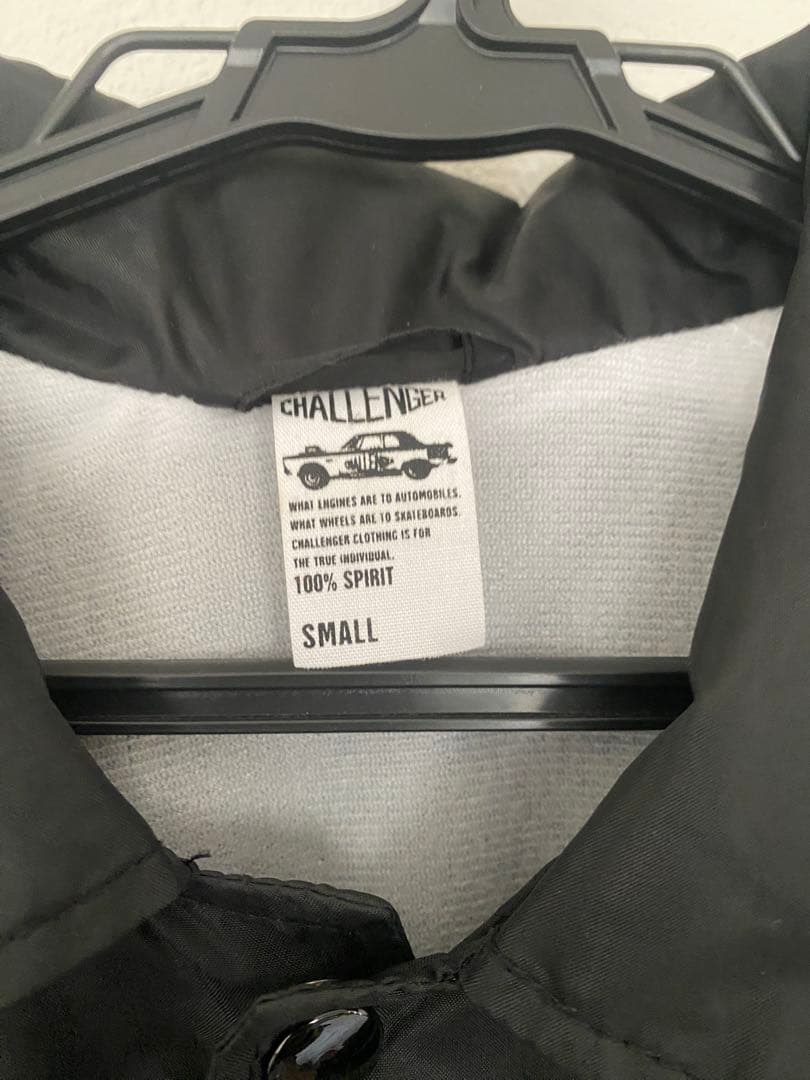 CHALLENGER
WHAT ENGINES ARE TO AUTOMOBILES.
WHAT WHEELS ARE TO SKATEBOARDS.
CHALLENGER CLOTHING IS FOR
THE TRUE INDIVIDUAL.
100% SPIRIT
SMALL